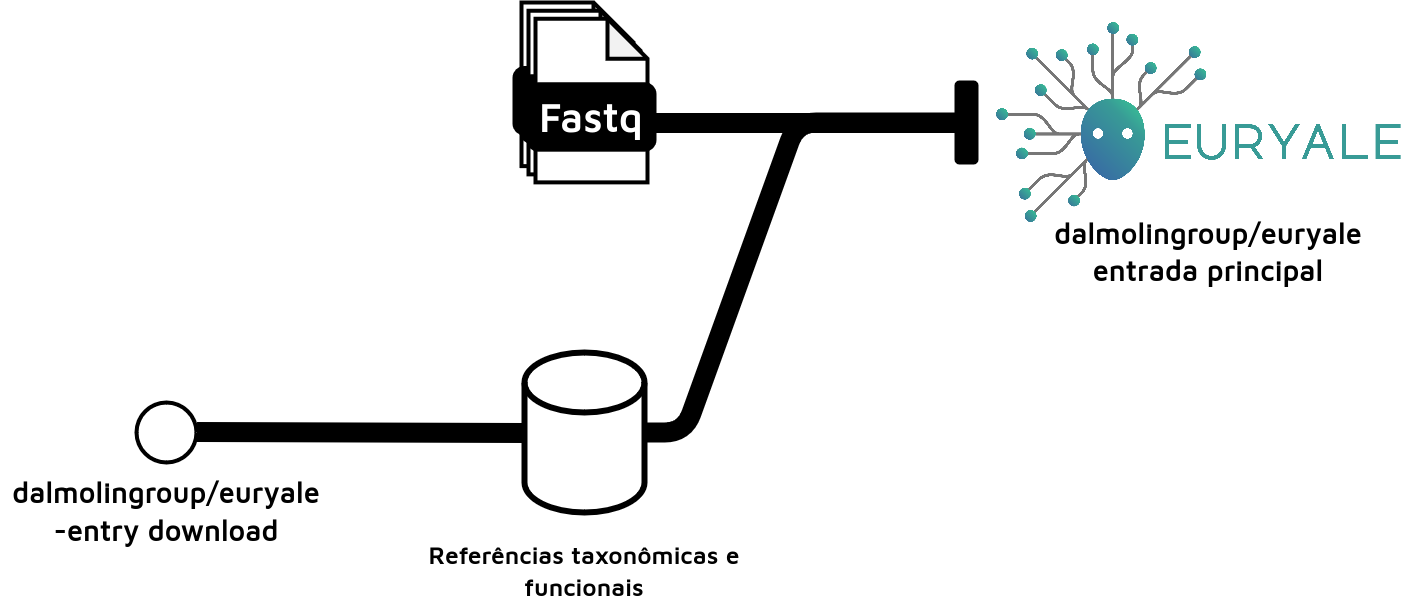 Fastq
EURYALE
dalmolingroup/euryale
entrada principal
dalmolingroup/euryale
-entry download
Referências taxonômicas e
funcionais